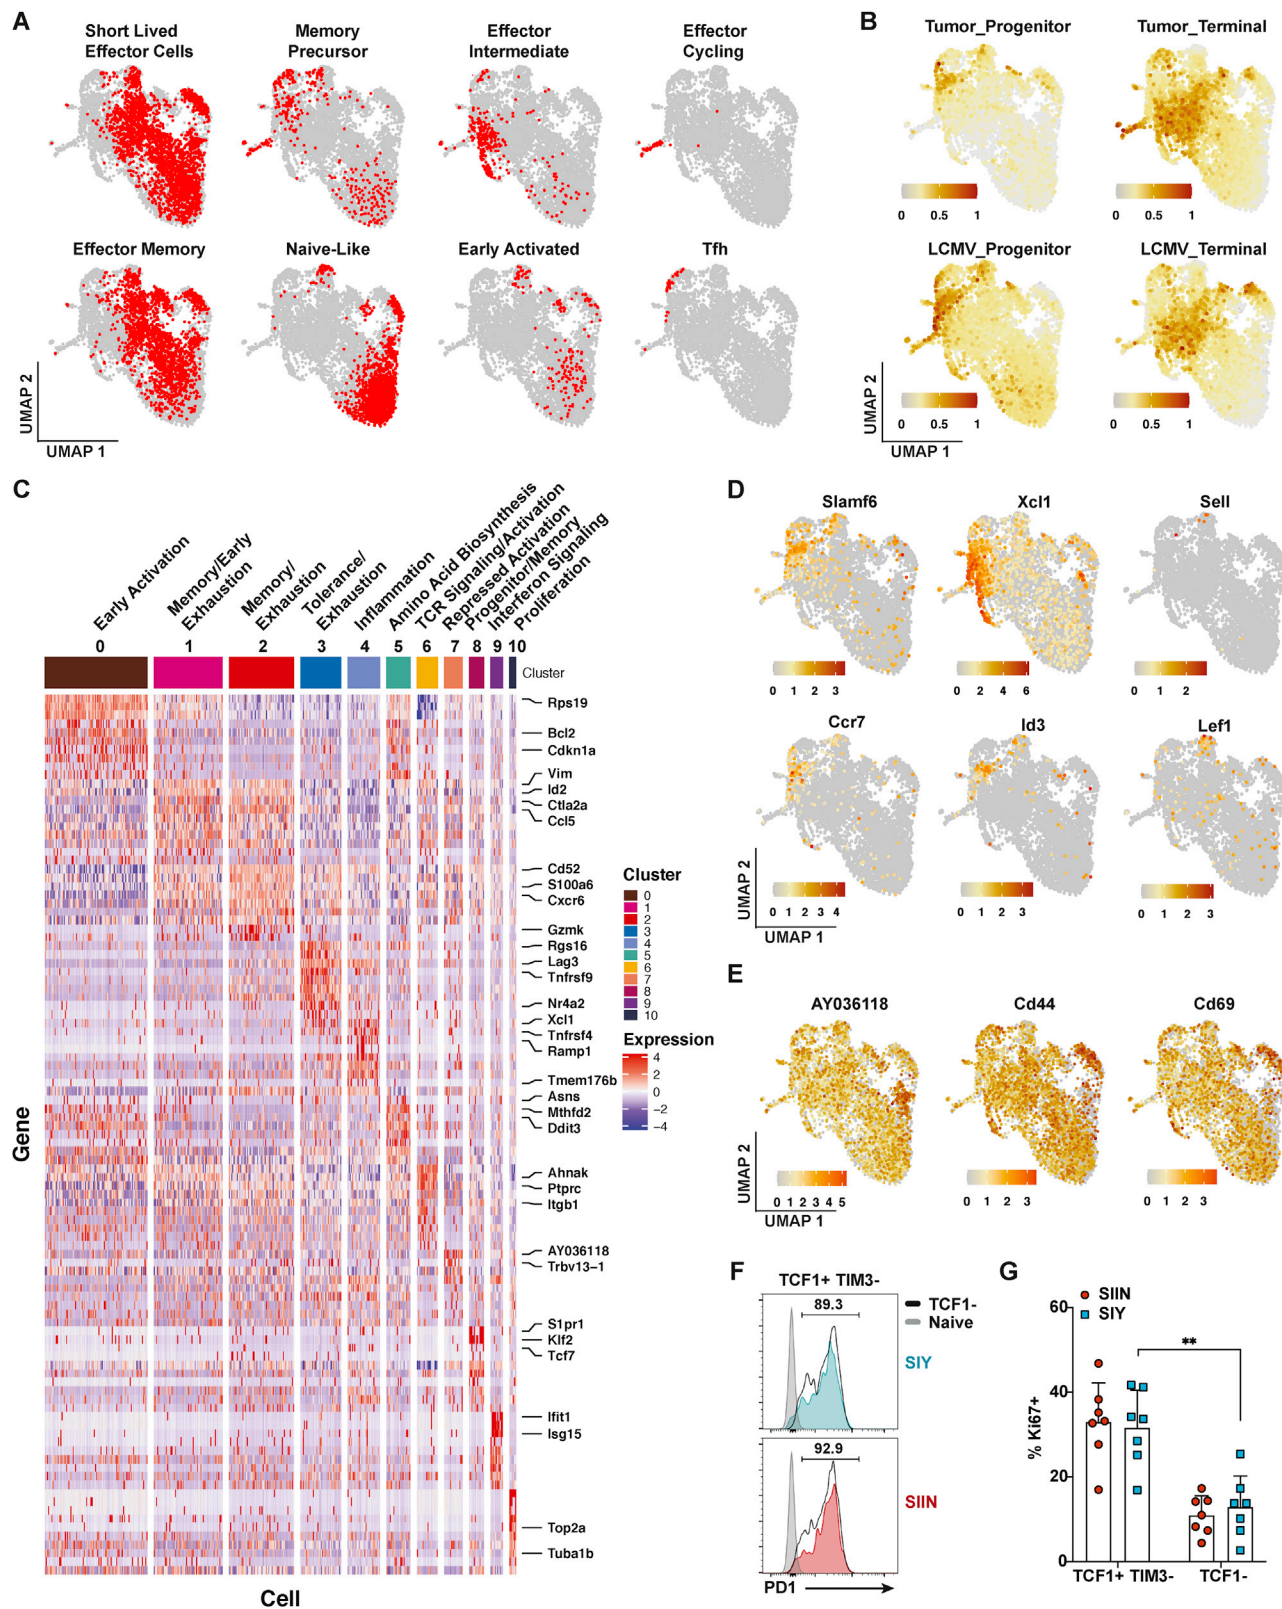 A
Short Lived
Effector Cells
Memory
Precursor
Effector
Intermediate
Effector
Cycling
Effector Memory
Naive-Like
Early Activated
Tfh
UMAP 2
UMAP 1
B
Tumor_Progenitor
Tumor_Terminal
0 0.5 1
0 0.5 1
LCMV_Progenitor
LCMV_Terminal
0 0.5 1
0 0.5 1
UMAP 2
UMAP 1
C
Early Activation
Memory/Early
Exhaustion
Memory/
Exhaustion
Tolerance/
Exhaustion
Inflammation
Amino Acid Biosynthesis
TCR Signaling/Activation
Repressed Activation
Progenitor/Memory
Interferon Signaling
Proliferation
0 1 2 3 4 5 6 7 8 9 10
Cluster
Rps19
Bcl2
Cdkn1a
Vim
Id2
Ctla2a
Ccl5
Cd52
S100a6
Cxcr6
Gzmk
Rgs16
Lag3
Tnfrsf9
Nr4a2
Xcl1
Tnfrsf4
Ramp1
Tmem176b
Asns
Mthfd2
Ddit3
Ahnak
Ptprc
Itgb1
AY036118
Trbv13−1
S1pr1
Klf2
Tcf7
Ifit1
Isg15
Top2a
Tuba1b
Gene
Cell
Cluster
0
1
2
3
4
5
6
7
8
9
10
Expression
4
2
0
−2
−4
D
Slamf6
Xcl1
Sell
0 1 2 3
0 2 4 6
0 1 2
Ccr7
Id3
Lef1
0 1 2 3 4
0 1 2 3
0 1 2 3
UMAP 2
UMAP 1
E
AY036118
Cd44
Cd69
0 1 2 3 4 5
0 1 2 3
0 1 2 3
UMAP 2
UMAP 1
F
TCF1+ TIM3-
89.3
TCF1-
Naive
SIY
92.9
SIIN
PD1
G
SIIN
SIY
**
60
40
20
0
% Ki67+
TCF1+ TIM3-
TCF1-